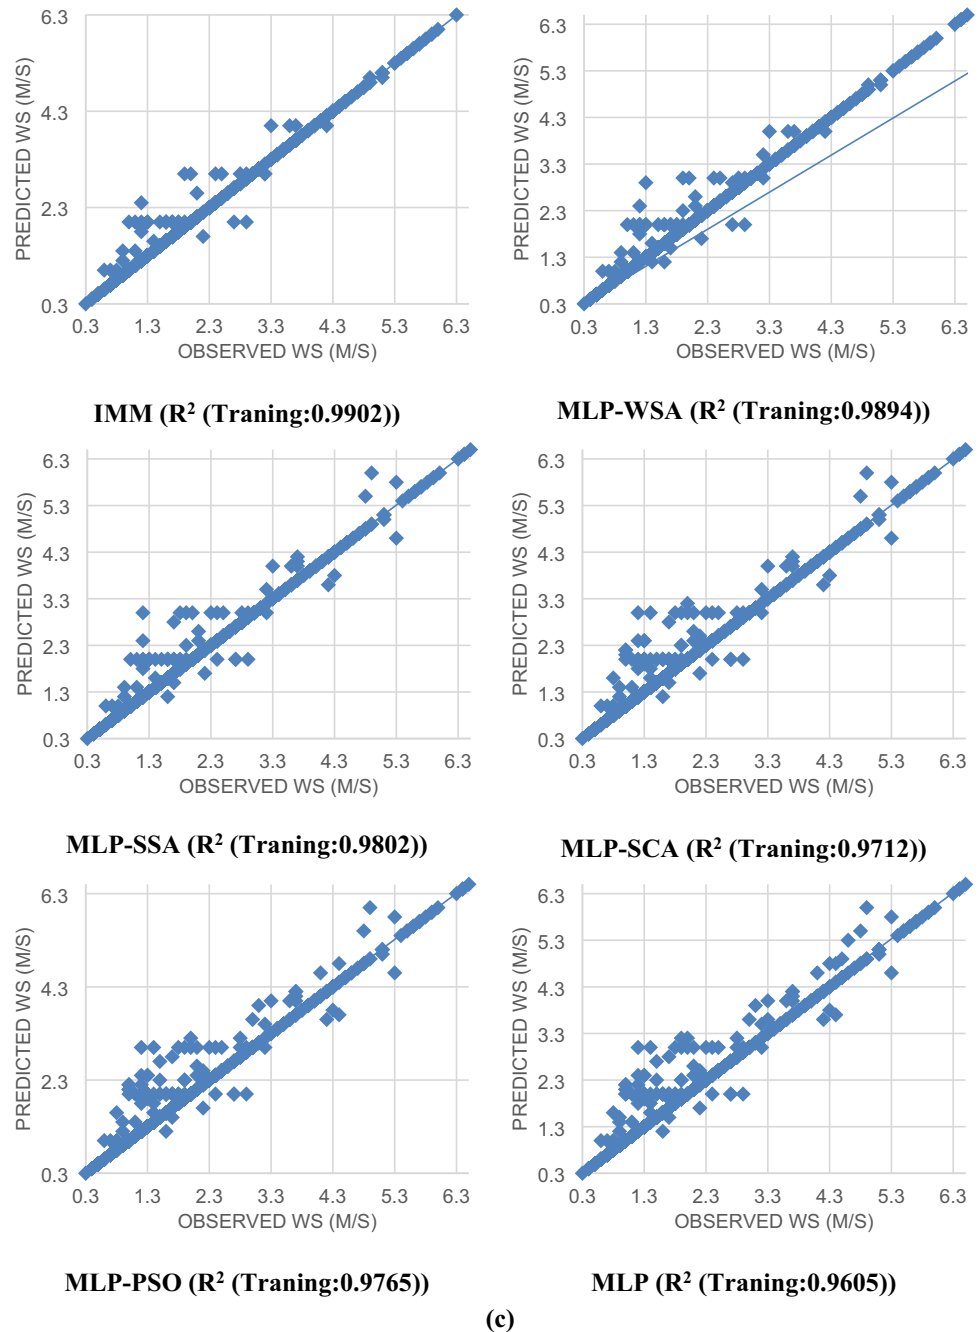 6.3
4.3
2.3
0.3
PREDICTED WS (M/S)
0.3 1.3 2.3 3.3 4.3 5.3 6.3
OBSERVED WS (M/S)
IMM (R² (Traning:0.9902))
6.3
5.3
4.3
3.3
2.3
1.3
0.3
PREDICTED WS (M/S)
0.3 1.3 2.3 3.3 4.3 5.3 6.3
OBSERVED WS (M/S)
MLP-WSA (R² (Traning:0.9894))
6.3
5.3
4.3
3.3
2.3
1.3
0.3
PREDICTED WS (M/S)
0.3 1.3 2.3 3.3 4.3 5.3 6.3
OBSERVED WS (M/S)
MLP-SSA (R² (Traning:0.9802))
6.3
5.3
4.3
3.3
2.3
1.3
0.3
PREDICTED WS (M/S)
0.3 1.3 2.3 3.3 4.3 5.3 6.3
OBSERVED WS (M/S)
MLP-SCA (R² (Traning:0.9712))
6.3
4.3
2.3
0.3
PREDICTED WS (M/S)
0.3 1.3 2.3 3.3 4.3 5.3 6.3
OBSERVED WS (M/S)
MLP-PSO (R² (Traning:0.9765))
6.3
5.3
4.3
3.3
2.3
1.3
0.3
PREDICTED WS (M/S)
0.3 1.3 2.3 3.3 4.3 5.3 6.3
OBSERVED WS (M/S)
MLP (R² (Traning:0.9605))
(c)